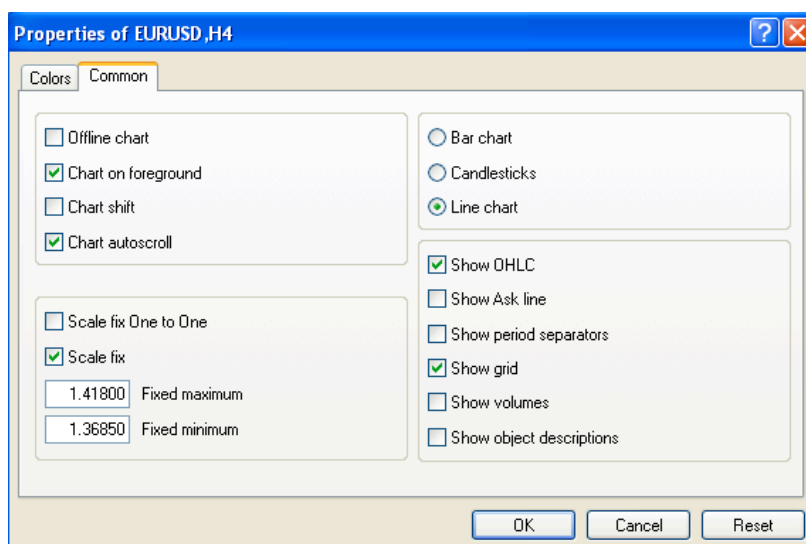 Properties of EURUSD,H4
Colors Common
Offline chart
Chart on foreground
Chart shift
Chart autoscroll
Scale fix One to One
Scale fix
1.41800 Fixed maximum
1.36850 Fixed minimum
Bar chart
Candlesticks
Line chart
Show OHLC
Show Ask line
Show period separators
Show grid
Show volumes
Show object descriptions
OK Cancel Reset